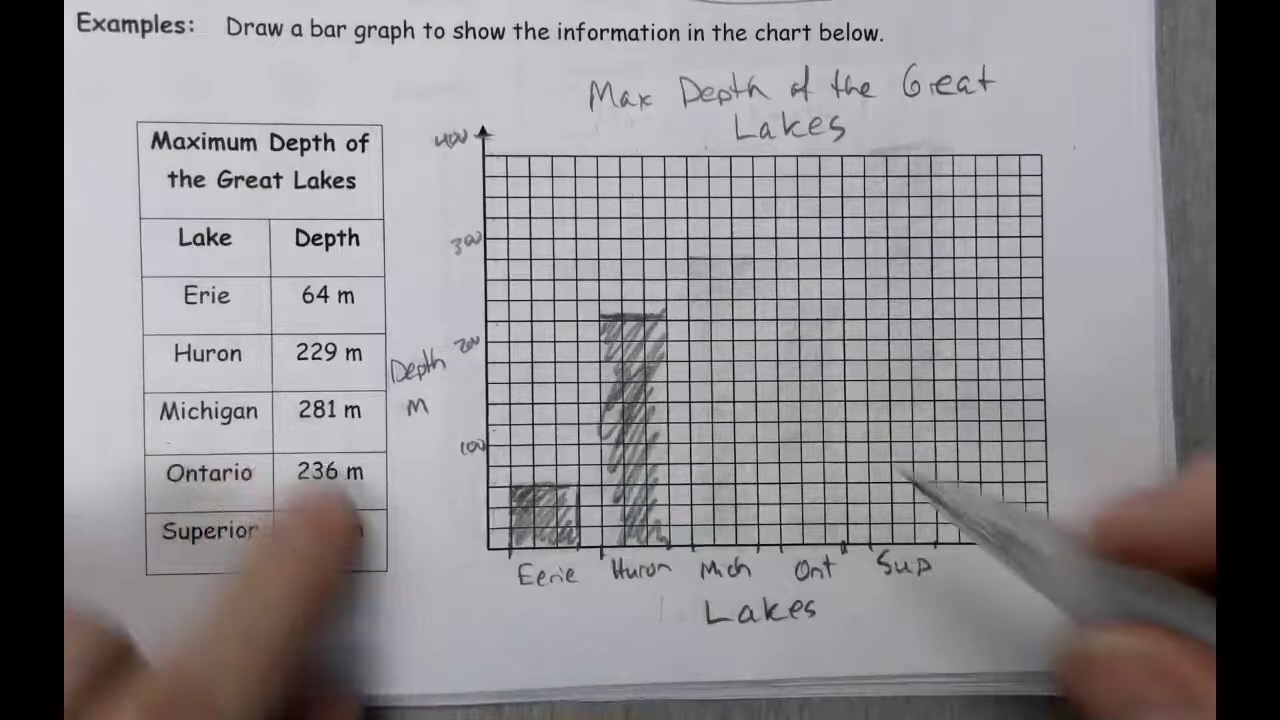 Examples: Draw a bar graph to show the information in the chart below.
Max Depth of the Great
Lakes
Maximum Depth of
the Great Lakes
Lake Depth
Erie 64 m
Huron 229 m
Michigan 281 m
Ontario 236 m
Superior
Depth
M
400
300
200
100
Eerie Huron Mich Ont Sup
Lakes